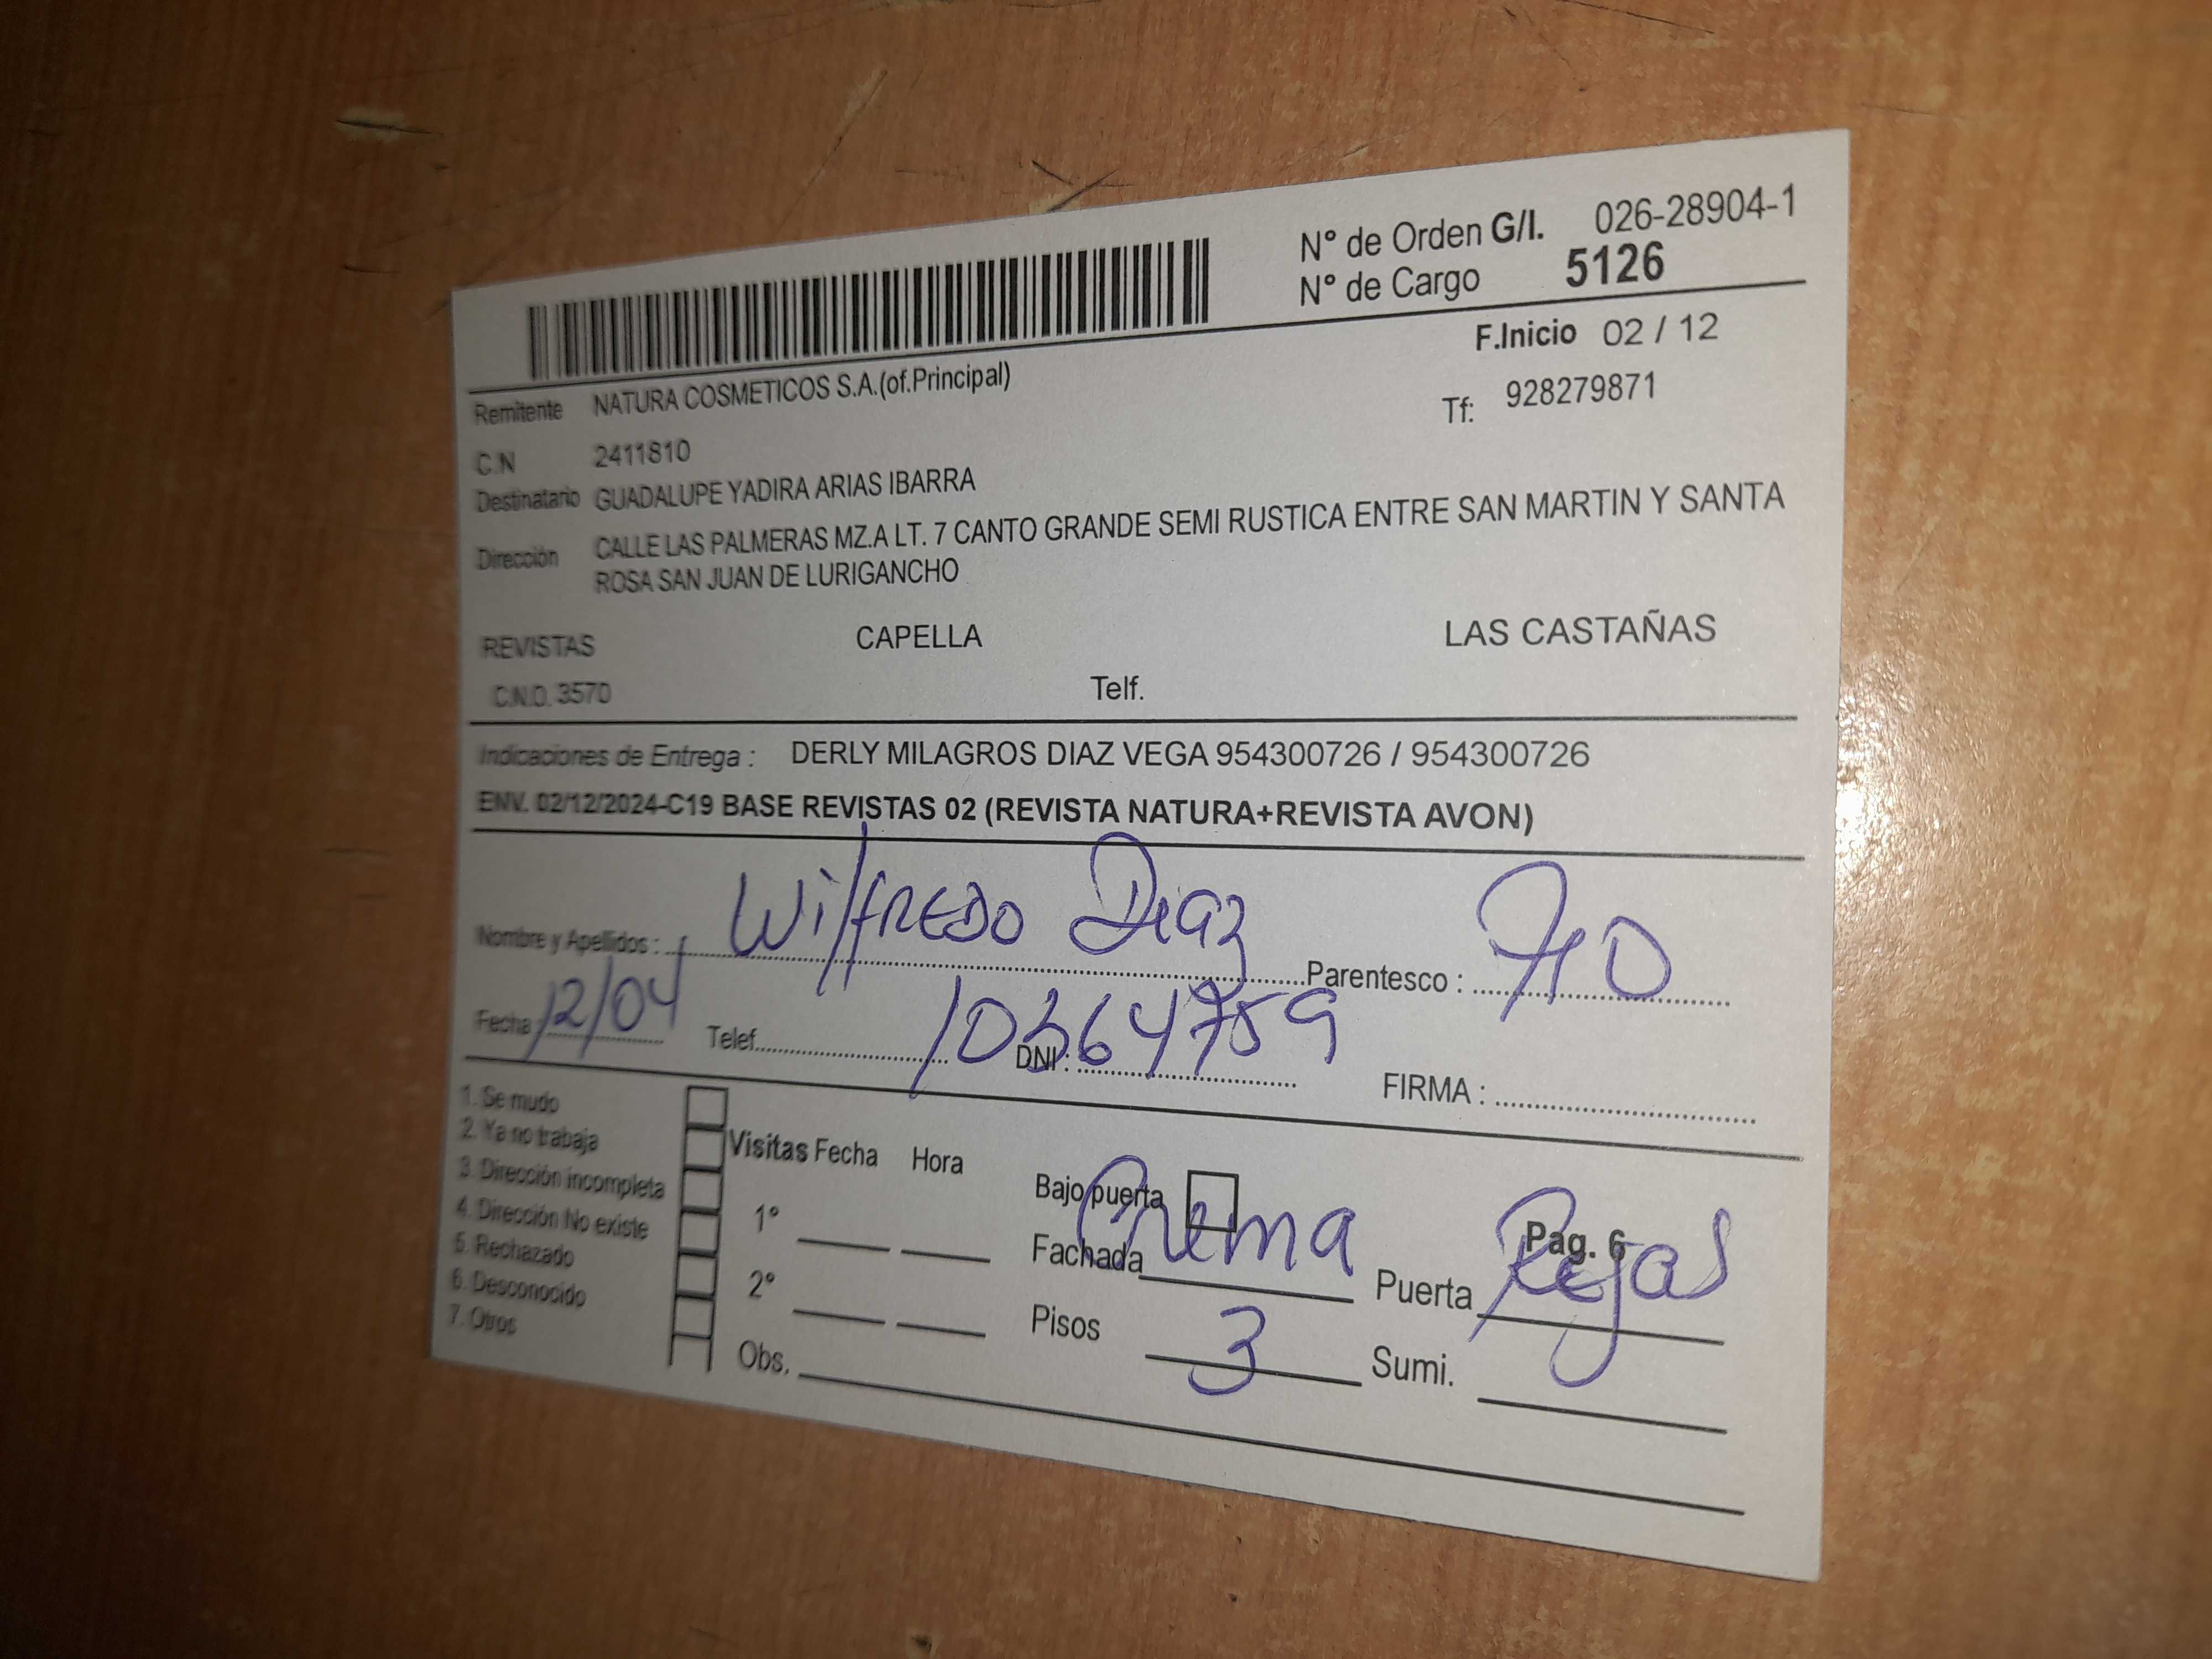 N° de Orden G/I. 026-28904-1
N° de Cargo 5126
F.Inicio 02 / 12
Remitente NATURA COSMETICOS S.A.(of.Principal)
Tf: 928279871
C.N 2411810
Destinatario GUADALUPE YADIRA ARIAS IBARRA
Dirección CALLE LAS PALMERAS MZ.A LT. 7 CANTO GRANDE SEMI RUSTICA ENTRE SAN MARTIN Y SANTA
ROSA SAN JUAN DE LURIGANCHO
REVISTAS CAPELLA LAS CASTAÑAS
C.N.O. 3570 Telf.
Indicaciones de Entrega : DERLY MILAGROS DIAZ VEGA 954300726 / 954300726
ENV. 02/12/2024-C19 BASE REVISTAS 02 (REVISTA NATURA+REVISTA AVON)
Nombre y Apellidos : Wilfredo Diaz Parentesco :
Fecha 12/04 Telef. DNI : 10364759 FIRMA :
1. Se mudo
2. Ya no trabaja
3. Dirección incompleta
4. Dirección No existe
5. Rechazado
6. Desconocido
7. Otros
Visitas Fecha Hora
1°
2°
Obs.
Bajo puerta
Pag. 6
Fachada Crema Puerta Rejas
Pisos 3 Sumi.